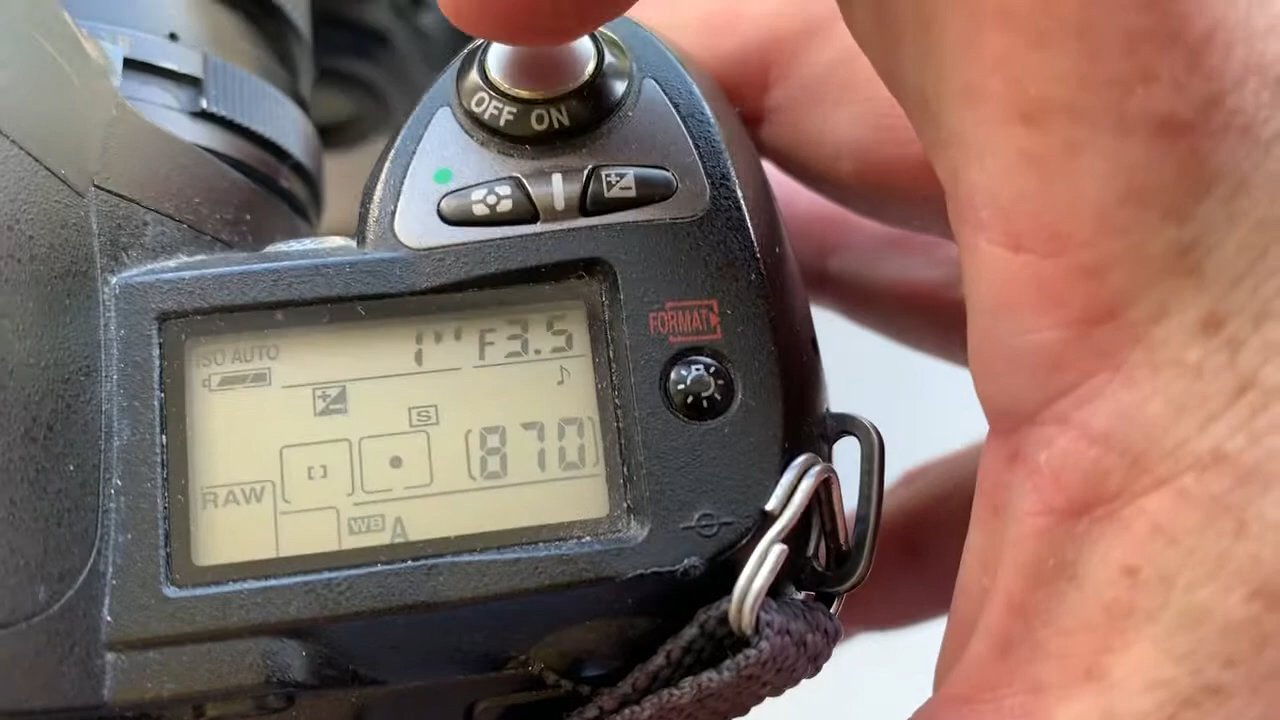 OFF ON
FORMAT
ISO AUTO
1" F3.5
S
[870]
RAW
WB A